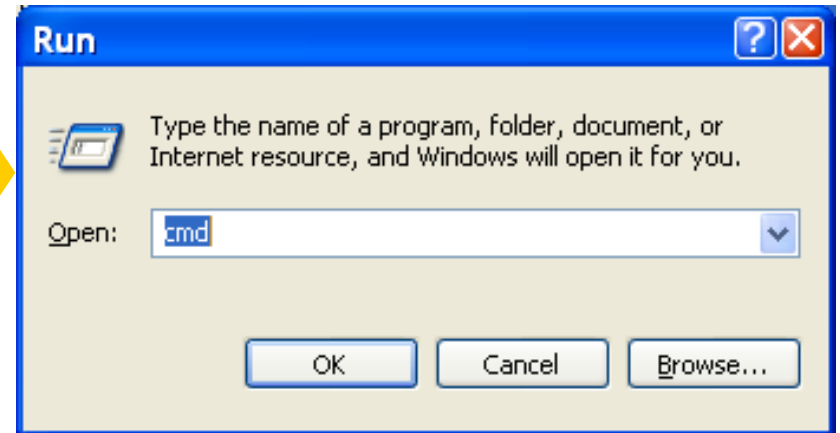 Run
Type the name of a program, folder, document, or
Internet resource, and Windows will open it for you.
Open: cmd
OK Cancel Browse...